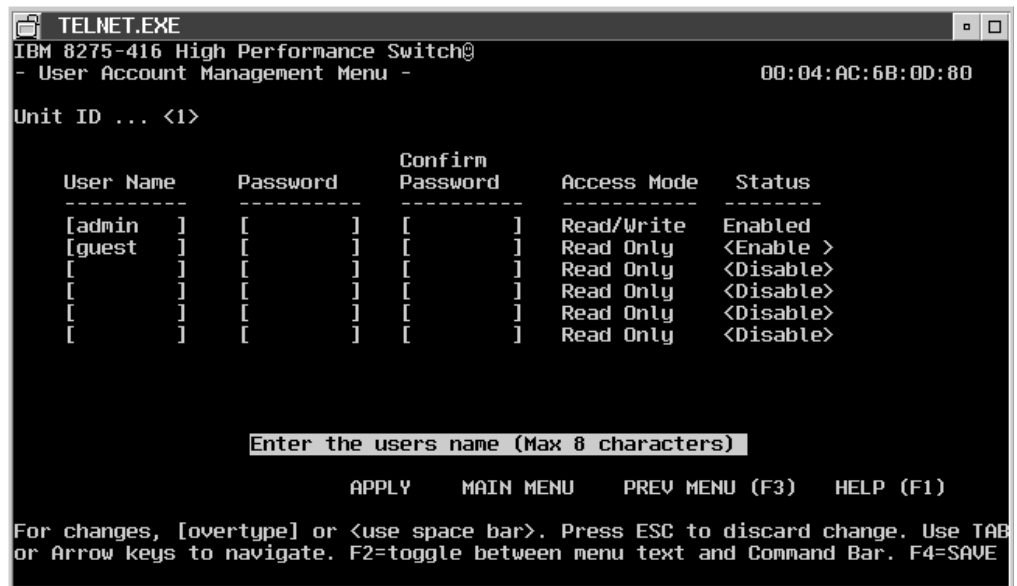 TELNET.EXE
IBM 8275-416 High Performance Switch@
- User Account Management Menu - 00:04:AC:6B:0D:80
Unit ID ... <1>
Confirm
User Name Password Password Access Mode Status
---------- ---------- ---------- ----------- --------
[admin ] [ ] [ ] Read/Write Enabled
[guest ] [ ] [ ] Read Only <Enable >
[ ] [ ] [ ] Read Only <Disable>
[ ] [ ] [ ] Read Only <Disable>
[ ] [ ] [ ] Read Only <Disable>
[ ] [ ] [ ] Read Only <Disable>
Enter the users name (Max 8 characters)
APPLY MAIN MENU PREV MENU (F3) HELP (F1)
For changes, [overtype] or <use space bar>. Press ESC to discard change. Use TAB
or Arrow keys to navigate. F2=toggle between menu text and Command Bar. F4=SAVE